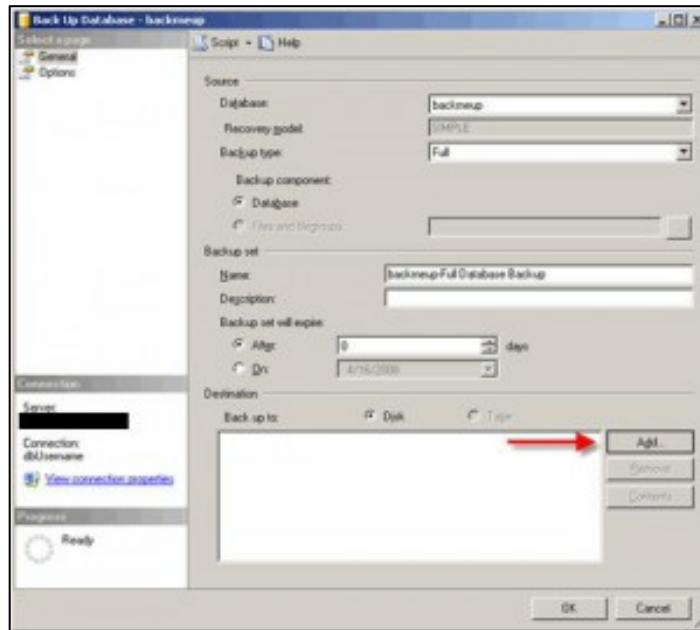 Back Up Database - backmeup
Select a page
General
Options
Script
Help
Source
Database:
backmeup
Recovery model:
SIMPLE
Backup type:
Full
Backup component:
Database
Files and filegroups:
Backup set
Name:
backmeup-Full Database Backup
Description:
Backup set will expire:
After:
0
days
On:
4/16/2008
Destination
Back up to:
Disk
Tape
Add...
Remove
Contents
Connection
Server:
Connection:
dbUsername
View connection properties
Progress
Ready
OK
Cancel